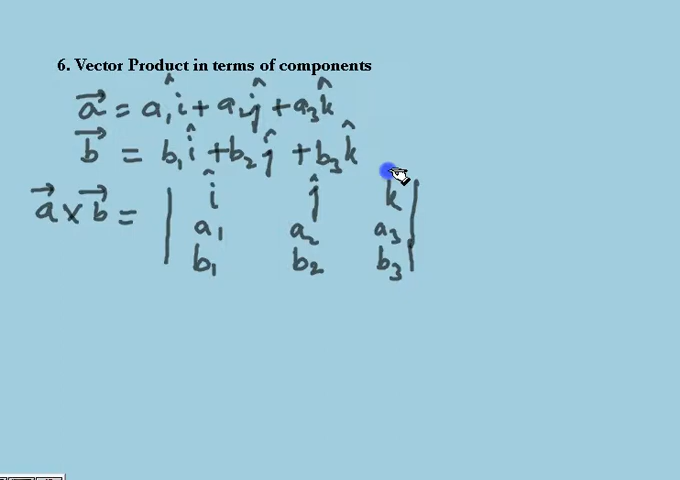 6. Vector Product in terms of components
a⃗ = a₁î + a₂ĵ + a₃k̂
b⃗ = b₁î + b₂ĵ + b₃k̂
a⃗ × b⃗ = | î ĵ k |
a₁ a₂ a₃
b₁ b₂ b₃